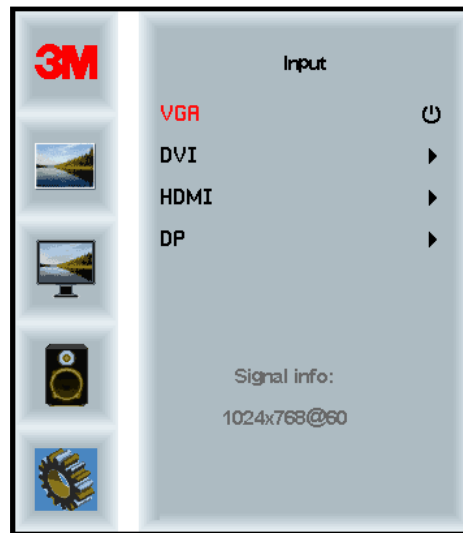 3M
Input
VGA
DVI
HDMI
DP
Signal info:
1024x768@60